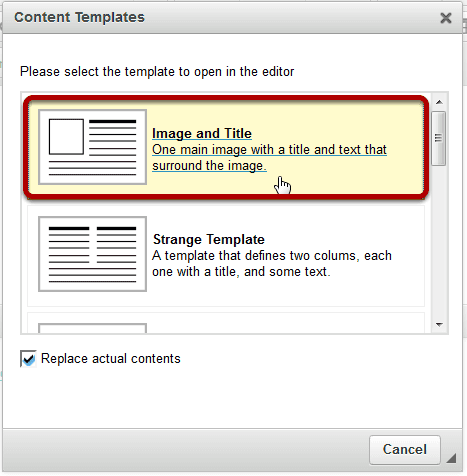 Content Templates
Please select the template to open in the editor
Image and Title
One main image with a title and text that
surround the image.
Strange Template
A template that defines two colums, each
one with a title, and some text.
Replace actual contents
Cancel